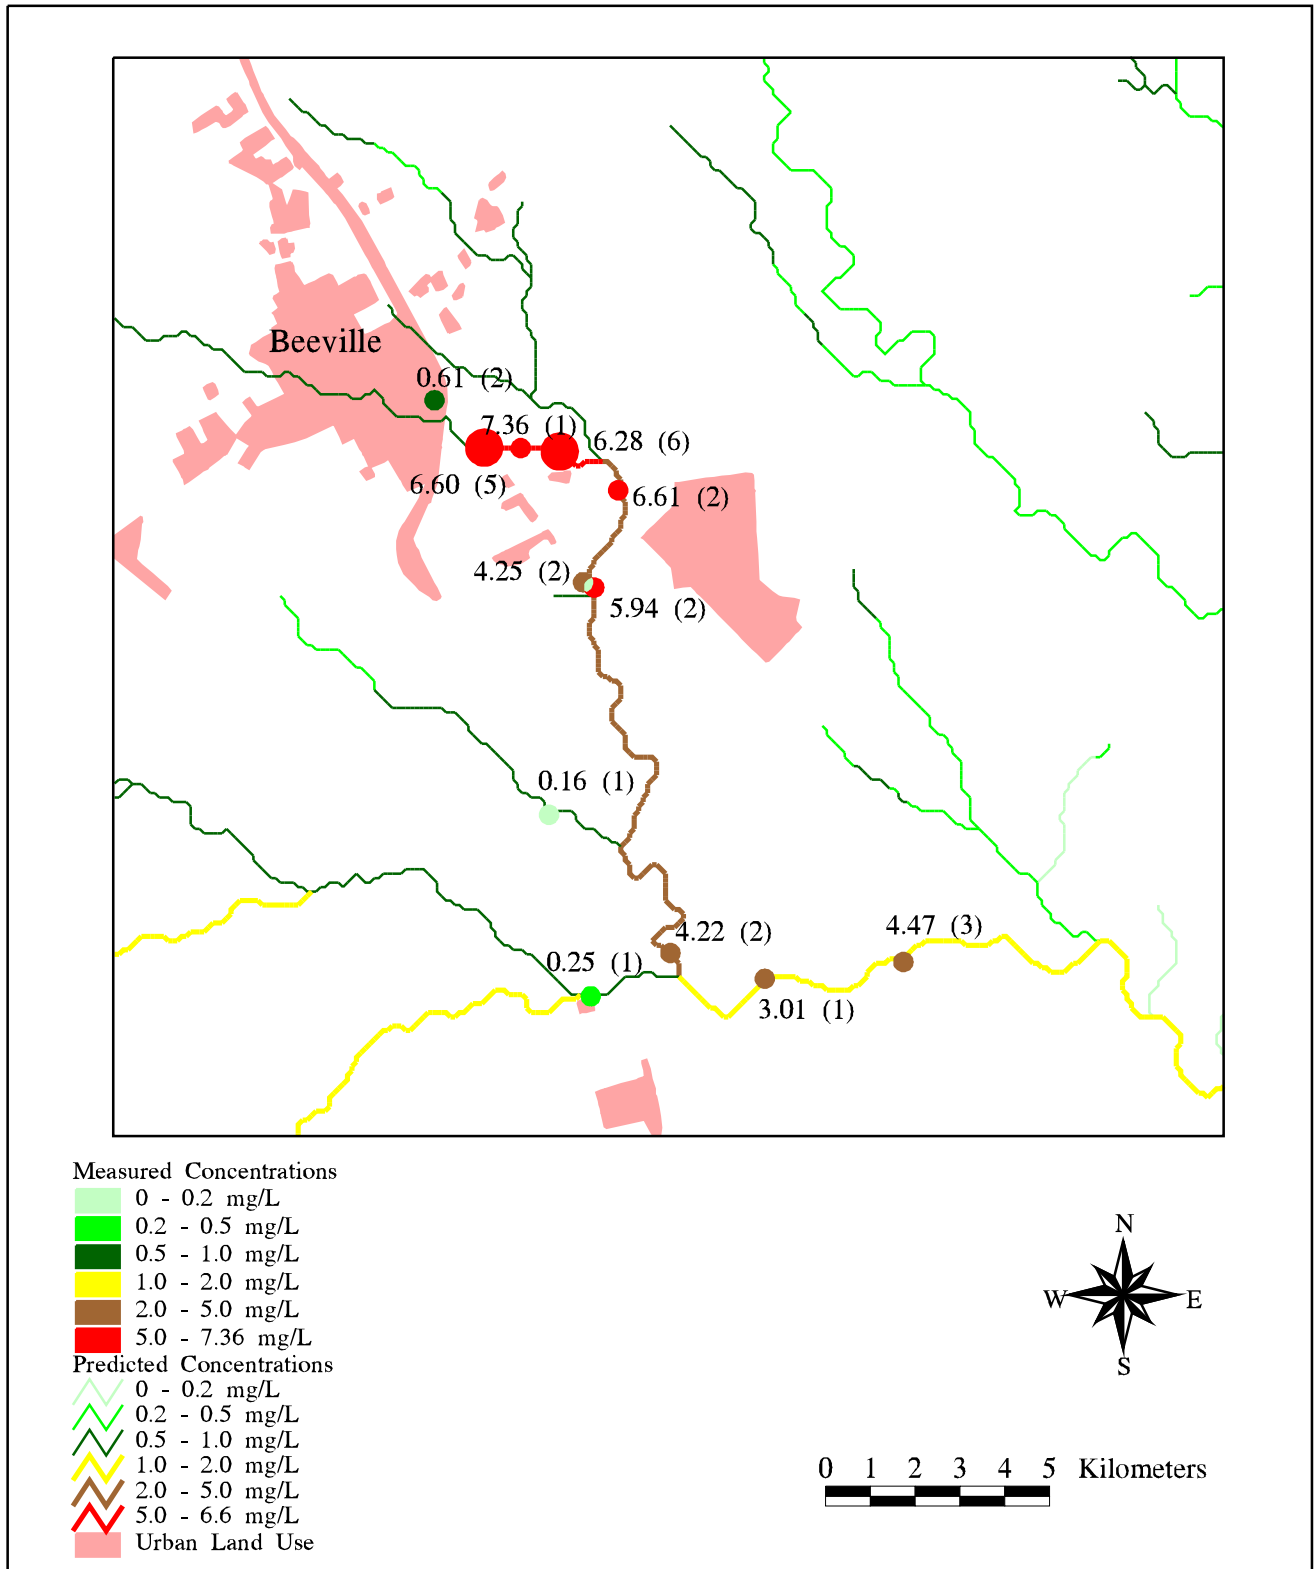 Beeville
0.61 (2)
7.36 (1)
6.28 (6)
6.60 (5)
6.61 (2)
4.25 (2)
5.94 (2)
0.16 (1)
4.22 (2)
4.47 (3)
0.25 (1)
3.01 (1)
Measured Concentrations
0 - 0.2 mg/L
0.2 - 0.5 mg/L
0.5 - 1.0 mg/L
1.0 - 2.0 mg/L
2.0 - 5.0 mg/L
5.0 - 7.36 mg/L
Predicted Concentrations
0 - 0.2 mg/L
0.2 - 0.5 mg/L
0.5 - 1.0 mg/L
1.0 - 2.0 mg/L
2.0 - 5.0 mg/L
5.0 - 6.6 mg/L
Urban Land Use
N
W E
S
0 1 2 3 4 5 Kilometers